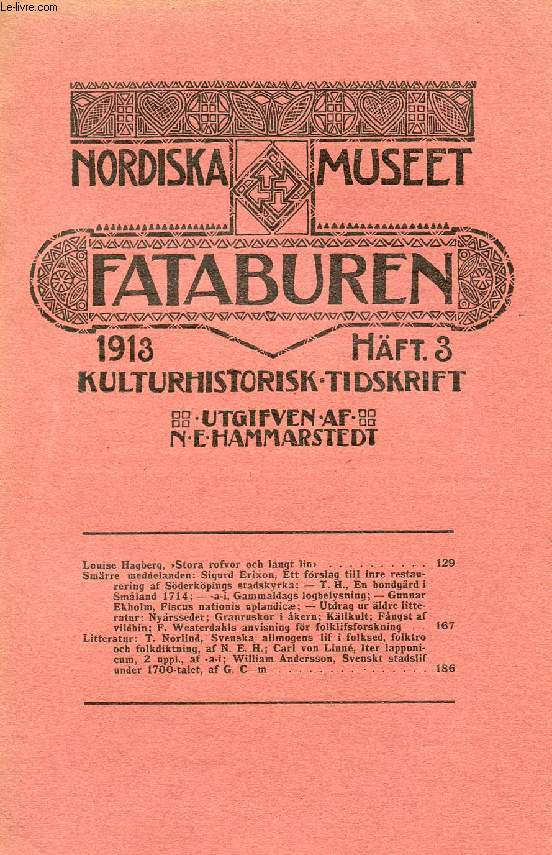 Le-livre.com
NORDISKA MUSEET
FATABUREN
1913 HÄFT. 3
KULTURHISTORISK·TIDSKRIFT
·UTGIFVEN·AF·
N·E·HAMMARSTEDT
Louise Hagberg, »Stora rofvor och långt lin» . . . . . . . . . . 129
Smärre meddelanden: Sigurd Erixon, Ett förslag till inre restau-
rering af Söderköpings stadskyrka; — T. H., En bondgård i
Småland 1714; — -a-i, Gammaldags logbelysning; — Gunnar
Ekholm, Fiscus nationis uplandicæ; — Utdrag ur äldre litte-
ratur: Nyårsseder; Granruskor i åkern; Källkult; Fångst af
vildbin; F. Westerdahls anvisning för folklifsforskning 167
Litteratur: T. Norlind, Svenska allmogens lif i folksed, folktro
och folkdiktning, af N. E. H.; Carl von Linné, Iter lapponi-
cum, 2 uppl., af -a-i; William Andersson, Svenskt stadslif
under 1700-talet, af G. C—m . . . . . . . . . . . . . . . . 186